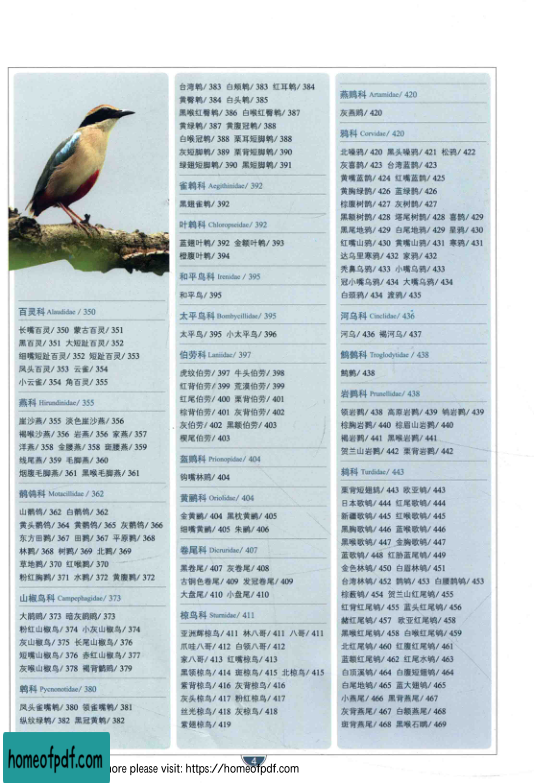 百灵科 Alaudidae / 350
长嘴百灵/ 350 蒙古百灵/ 351
黑百灵/ 351 大短趾百灵/ 352
细嘴短趾百灵/ 352 短趾百灵/ 353
凤头百灵/ 353 云雀/ 354
小云雀/ 354 角百灵/ 355
燕科 Hirundinidae/ 355
崖沙燕/ 355 淡色崖沙燕/ 356
褐喉沙燕/ 356 岩燕/ 356 家燕/ 357
洋燕/ 358 金腰燕/ 358 斑腰燕/ 359
线尾燕/ 359 毛脚燕/ 360
烟腹毛脚燕/ 361 黑喉毛脚燕/ 361
鹡鸰科 Motacillidae / 362
山鹡鸰/ 362 白鹡鸰/ 362
黄头鹡鸰/ 364 黄鹡鸰/ 365 灰鹡鸰/ 366
东方田鹨/ 367 田鹨/ 367 平原鹨/ 368
林鹨/ 368 树鹨/ 369 北鹨/ 369
草地鹨/ 370 红喉鹨/ 370
粉红胸鹨/ 371 水鹨/ 372 黄腹鹨/ 372
山椒鸟科 Campephagidae/ 373
大鹃鵙/ 373 暗灰鹃鵙/ 373
粉红山椒鸟/ 374 小灰山椒鸟/ 374
灰山椒鸟/ 375 长尾山椒鸟/ 376
短嘴山椒鸟/ 376 赤红山椒鸟/ 377
灰喉山椒鸟/ 378 褐背鹟鵙/ 379
鹎科 Pycnonotidae/ 380
凤头雀嘴鹎/ 380 领雀嘴鹎/ 381
纵纹绿鹎/ 382 黑冠黄鹎/ 382
台湾鹎/ 383 白颊鹎/ 383 红耳鹎/ 384
黄臀鹎/ 384 白头鹎/ 385
黑喉红臀鹎/ 386 白喉红臀鹎/ 387
黄绿鹎/ 387 黄腹冠鹎/ 388
白喉冠鹎/ 388 栗耳短脚鹎/ 388
灰短脚鹎/ 389 栗背短脚鹎/ 390
绿翅短脚鹎/ 390 黑短脚鹎/ 391
雀鹎科 Aegithinidae/ 392
黑翅雀鹎/ 392
叶鹎科 Chloropseidae/ 392
蓝翅叶鹎/ 392 金额叶鹎/ 393
橙腹叶鹎/ 394
和平鸟科 Irenidae / 395
和平鸟/ 395
太平鸟科 Bombycillidae/ 395
太平鸟/ 395 小太平鸟/ 396
伯劳科 Laniidae/ 397
虎纹伯劳/ 397 牛头伯劳/ 398
红背伯劳/ 399 荒漠伯劳/ 399
红尾伯劳/ 400 栗背伯劳/ 401
棕背伯劳/ 401 灰背伯劳/ 402
灰伯劳/ 402 黑额伯劳/ 403
楔尾伯劳/ 403
盔鵙科 Prionopidae/ 404
钩嘴林鵙/ 404
黄鹂科 Oriolidae/ 404
金黄鹂/ 404 黑枕黄鹂/ 405
细嘴黄鹂/ 405 朱鹂/ 406
卷尾科 Dicruridae/ 407
黑卷尾/ 407 灰卷尾/ 408
古铜色卷尾/ 409 发冠卷尾/ 409
大盘尾/ 410 小盘尾/ 410
椋鸟科 Sturnidae/ 411
亚洲辉椋鸟/ 411 林八哥/ 411 八哥/ 411
爪哇八哥/ 412 白领八哥/ 412
家八哥/ 413 红嘴椋鸟/ 413
黑领椋鸟/ 414 斑椋鸟/ 415 北椋鸟/ 415
紫背椋鸟/ 416 灰背椋鸟/ 416
灰头椋鸟/ 417 粉红椋鸟/ 417
丝光椋鸟/ 418 灰椋鸟/ 418
紫翅椋鸟/ 419
燕鵙科 Artamidae/ 420
灰燕鵙/ 420
鸦科 Corvidae/ 420
北噪鸦/ 420 黑头噪鸦/ 421 松鸦/ 422
灰喜鹊/ 423 台湾蓝鹊/ 423
黄嘴蓝鹊/ 424 红嘴蓝鹊/ 425
黄胸绿鹊/ 426 蓝绿鹊/ 426
棕腹树鹊/ 427 灰树鹊/ 427
黑额树鹊/ 428 塔尾树鹊/ 428 喜鹊/ 429
黑尾地鸦/ 429 白尾地鸦/ 429 星鸦/ 430
红嘴山鸦/ 430 黄嘴山鸦/ 431 寒鸦/ 431
达乌里寒鸦/ 432 家鸦/ 432
秃鼻乌鸦/ 433 小嘴乌鸦/ 433
冠小嘴乌鸦/ 434 大嘴乌鸦/ 434
白颈鸦/ 434 渡鸦/ 435
河乌科 Cinclidae/ 436
河乌/ 436 褐河乌/ 437
鹪鹩科 Troglodytidae / 438
鹪鹩/ 438
岩鹨科 Prunellidae/ 438
领岩鹨/ 438 高原岩鹨/ 439 鸲岩鹨/ 439
棕胸岩鹨/ 440 棕眉山岩鹨/ 440
褐岩鹨/ 441 黑喉岩鹨/ 441
贺兰山岩鹨/ 442 栗背岩鹨/ 442
鸫科 Turdidae/ 443
栗背短翅鸫/ 443 欧亚鸲/ 443
日本歌鸲/ 444 红尾歌鸲/ 444
新疆歌鸲/ 445 红喉歌鸲/ 445
黑胸歌鸲/ 446 蓝喉歌鸲/ 446
黑喉歌鸲/ 447 金胸歌鸲/ 447
蓝歌鸲/ 448 红胁蓝尾鸲/ 449
金色林鸲/ 450 白眉林鸲/ 451
台湾林鸲/ 452 鹊鸲/ 453 白腰鹊鸲/ 453
棕薮鸲/ 454 贺兰山红尾鸲/ 455
红背红尾鸲/ 455 蓝头红尾鸲/ 456
赭红尾鸲/ 457 欧亚红尾鸲/ 458
黑喉红尾鸲/ 458 白喉红尾鸲/ 459
北红尾鸲/ 460 红腹红尾鸲/ 461
蓝额红尾鸲/ 462 红尾水鸲/ 463
白顶溪鸲/ 464 白腹短翅鸲/ 464
白尾地鸲/ 465 蓝大翅鸲/ 465
小燕尾/ 466 黑背燕尾/ 467
灰背燕尾/ 467 白额燕尾/ 468
斑背燕尾/ 468 黑喉石䳭/ 469
4
homeofpdf.com
more please visit: https://homeofpdf.com